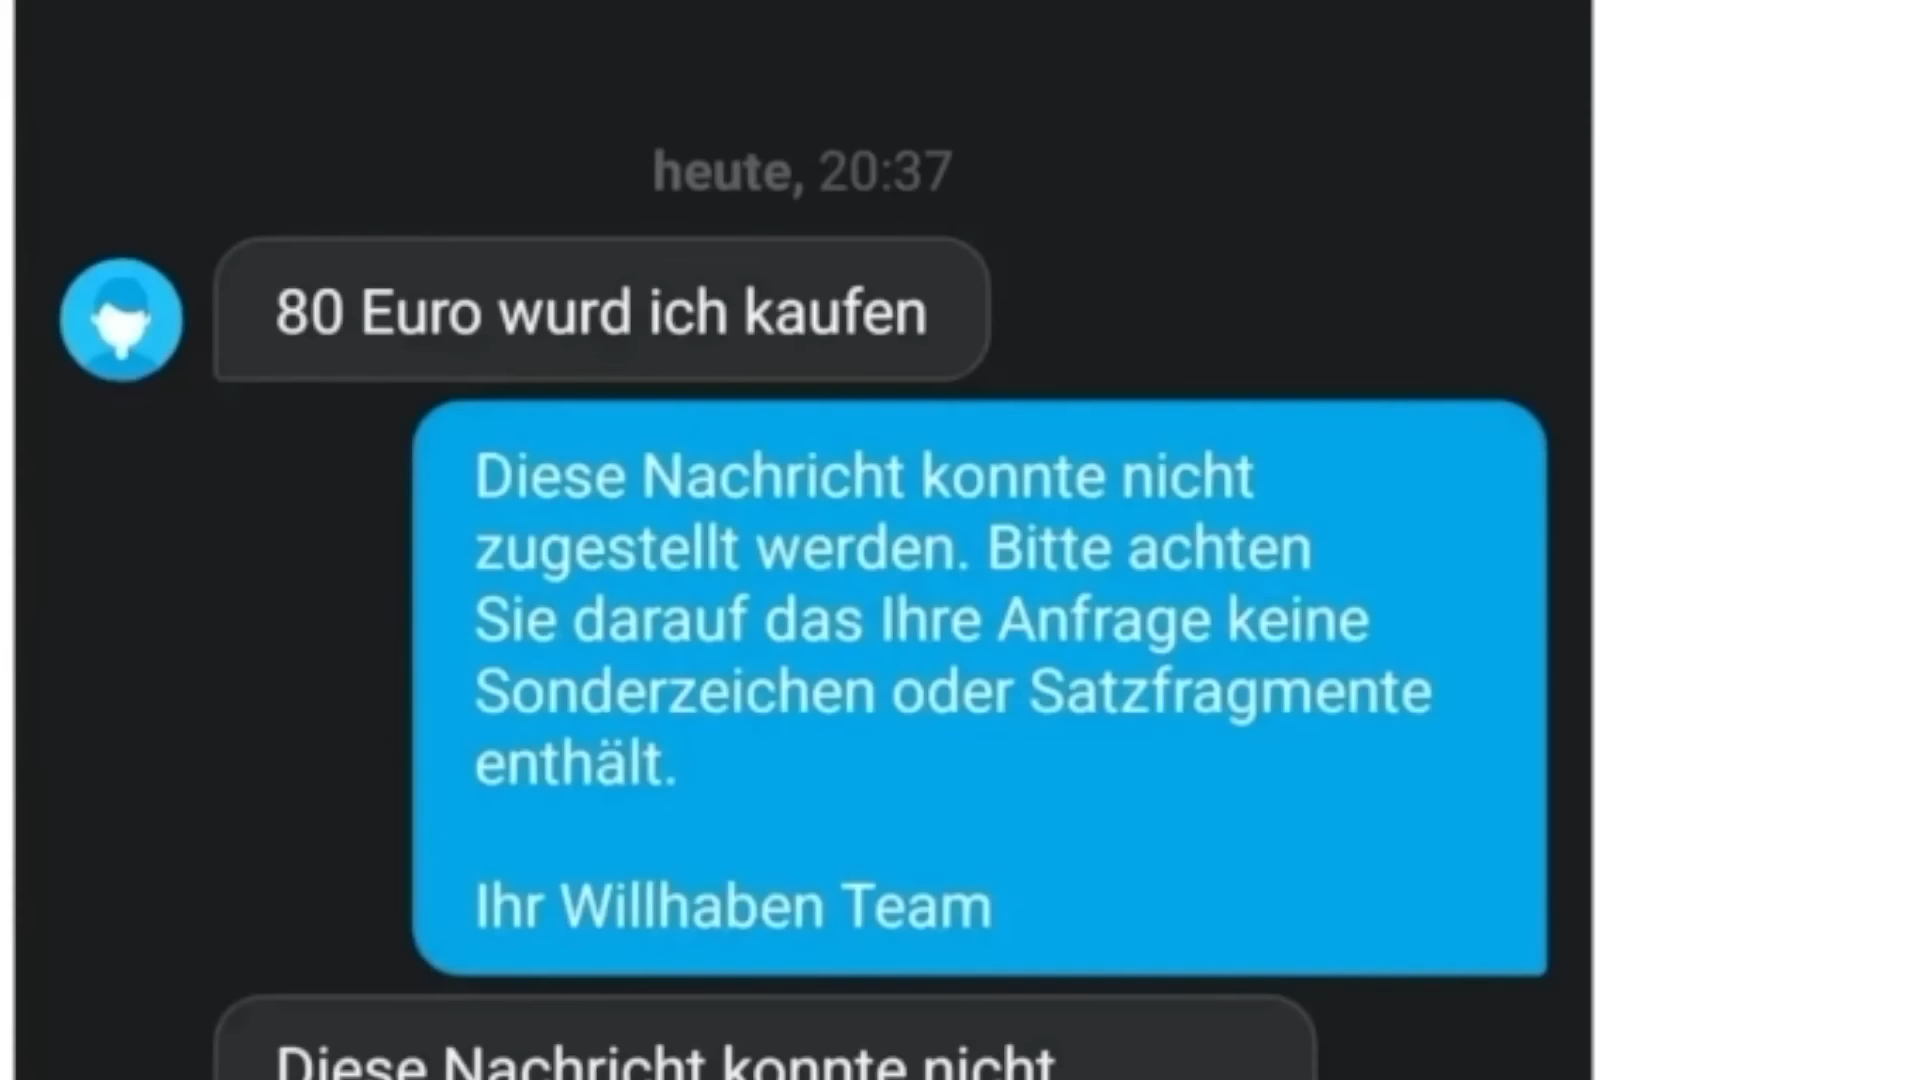 heute, 20:37
80 Euro wurd ich kaufen
Diese Nachricht konnte nicht
zugestellt werden. Bitte achten
Sie darauf das Ihre Anfrage keine
Sonderzeichen oder Satzfragmente
enthält.
Ihr Willhaben Team
Diese Nachricht konnte nicht